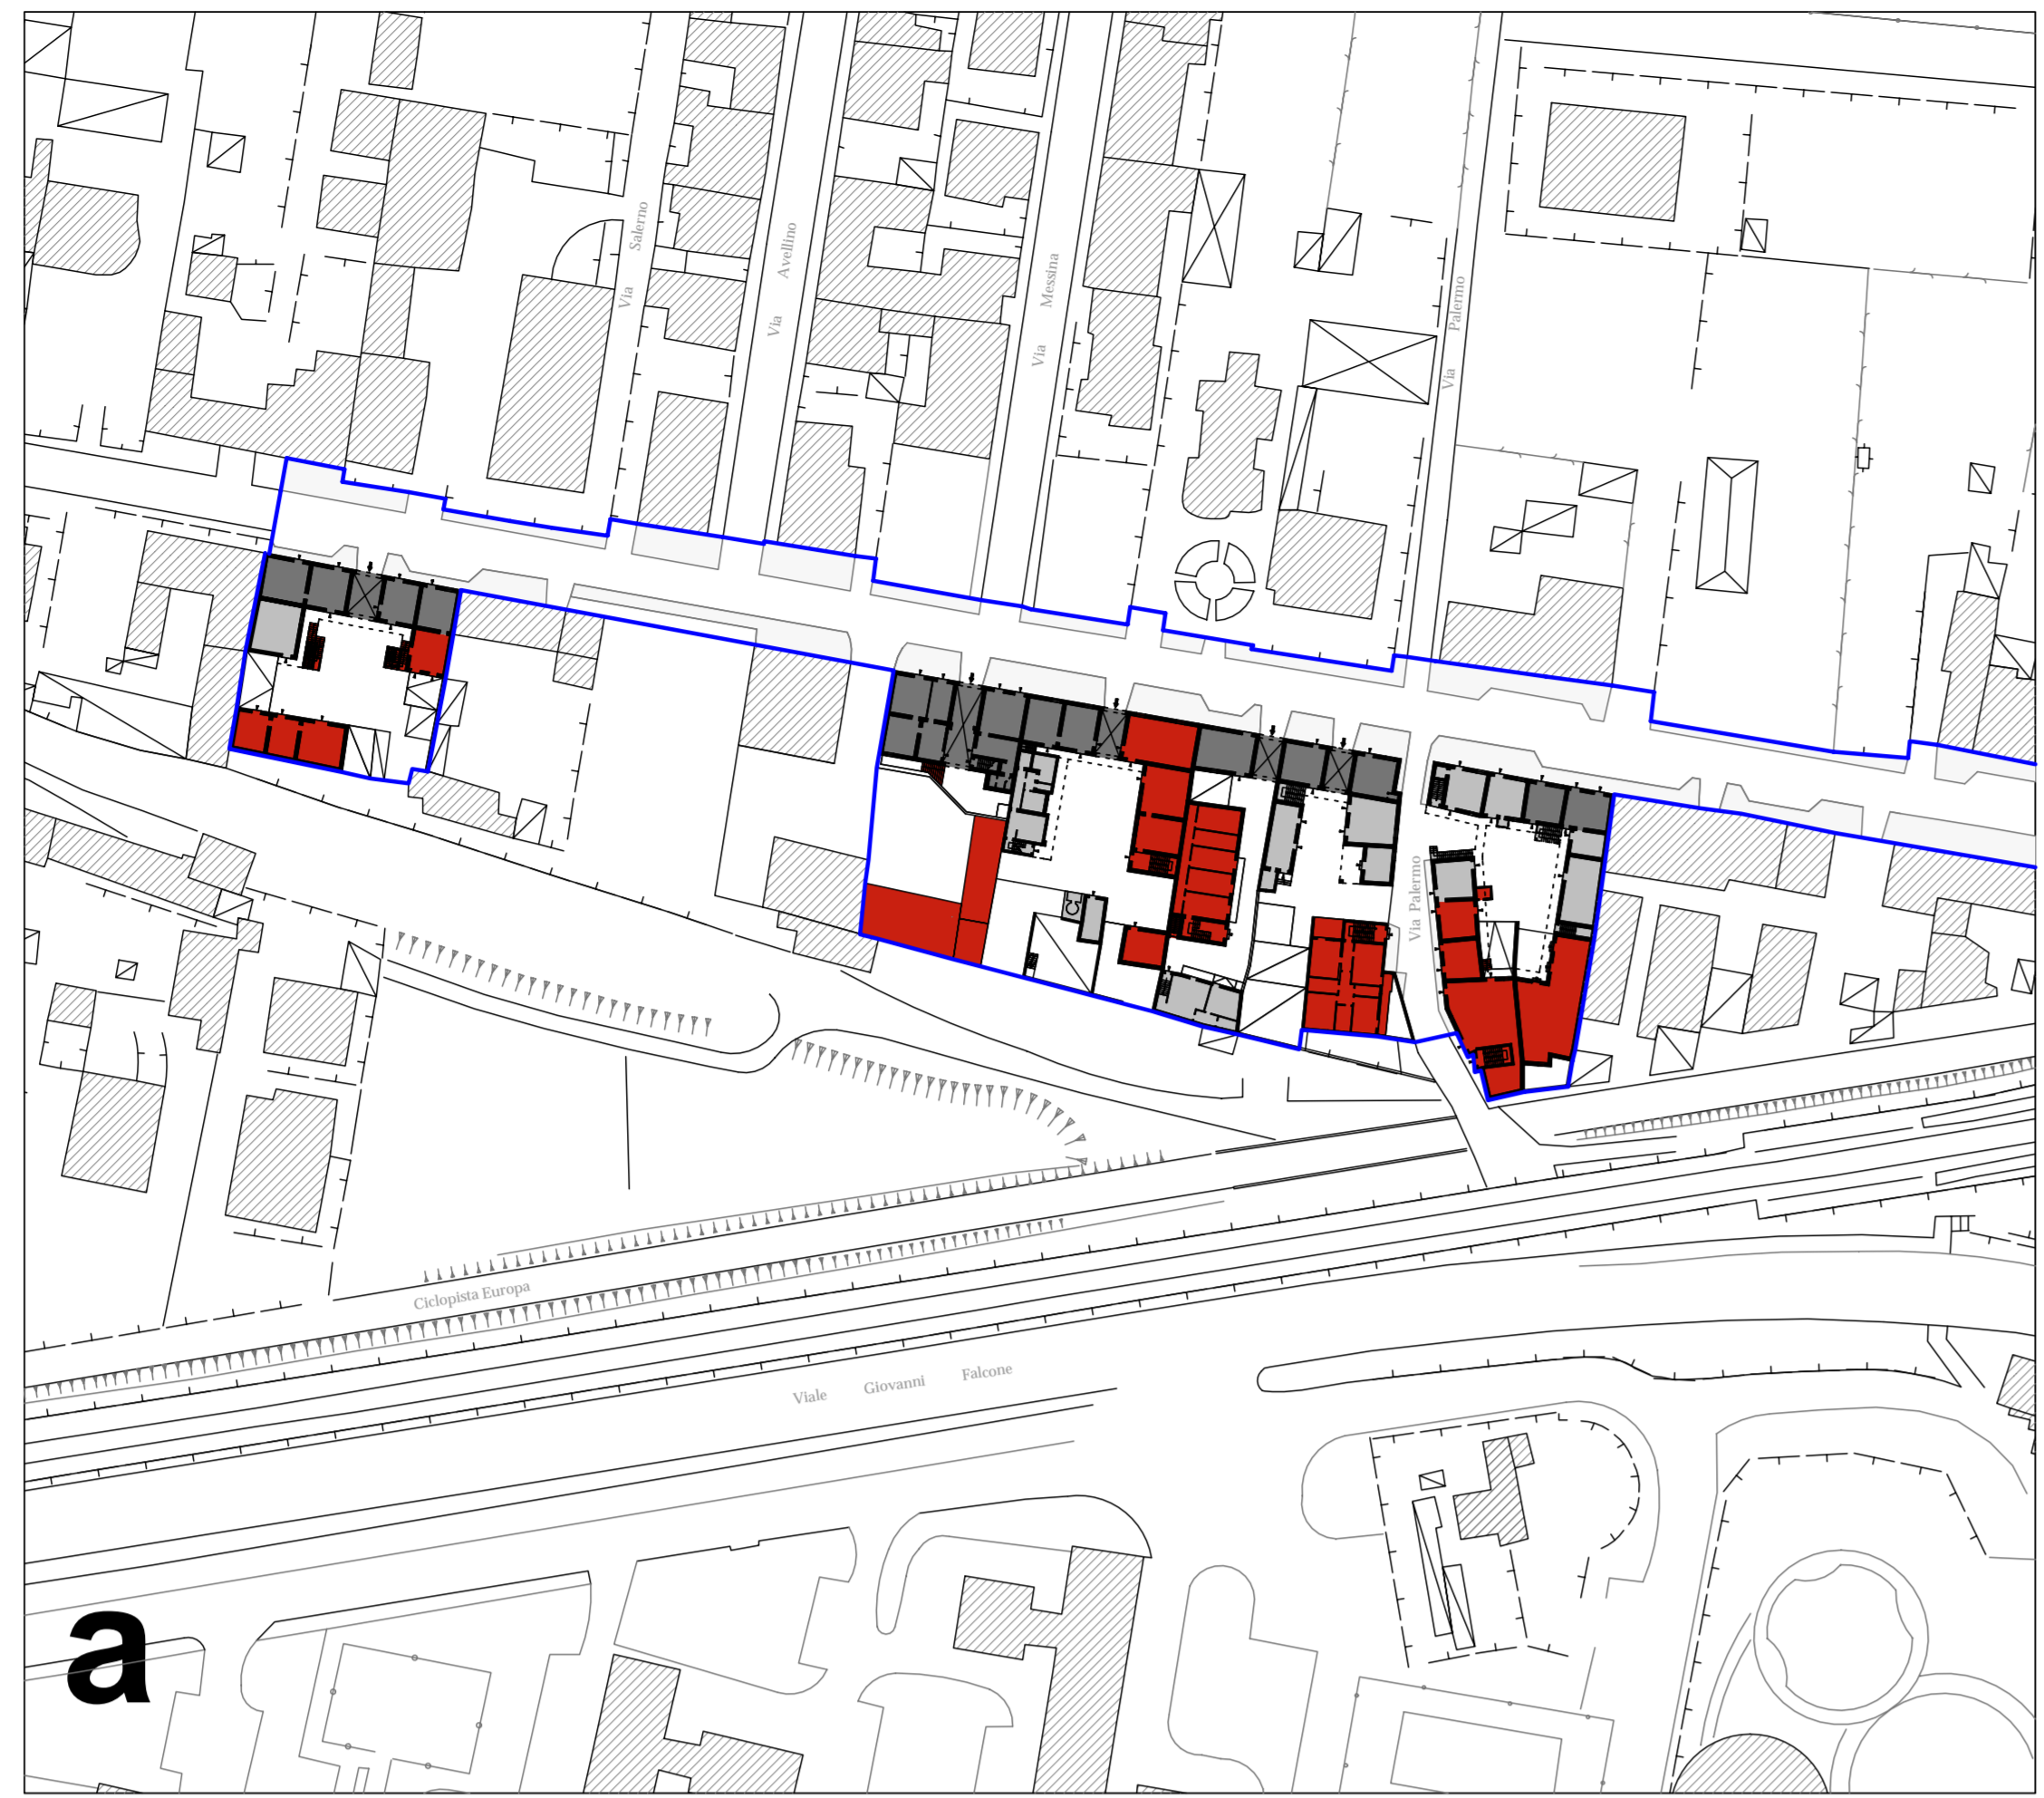 Via Salerno
Via Avellino
Via Messina
Via Palermo
Via Palermo
Ciclopista Europa
Viale Giovanni Falcone
a